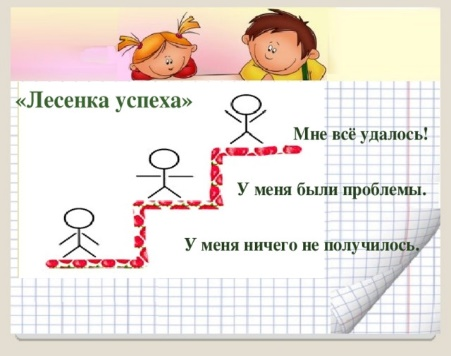 «Лесенка успеха»
Мне всё удалось!
У меня были проблемы.
У меня ничего не получилось.